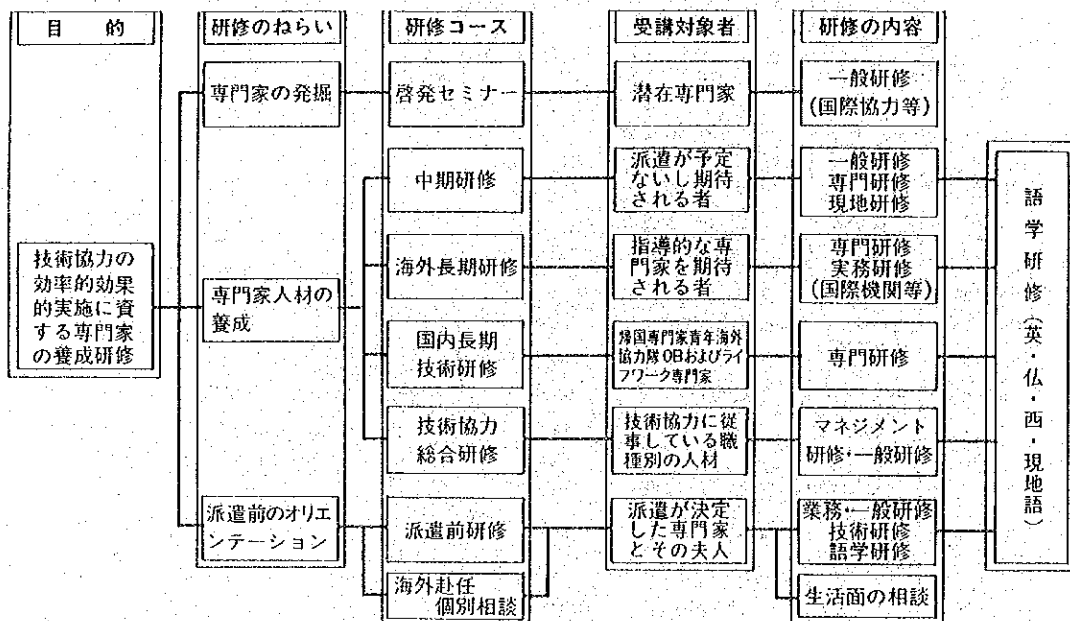 目 的
研修のねらい
研修コース
受講対象者
研修の内容
技術協力の
効率的効果
的実施に資
する専門家
の養成研修
専門家の発掘
啓発セミナー
潜在専門家
一般研修
(国際協力等)
専門家人材の
養成
中期研修
派遣が予定
ないし期待
される者
一般研修
専門研修
現地研修
海外長期研修
指導的な専
門家を期待
される者
専門研修
実務研修
(国際機関等)
国内長期
技術研修
帰国専門家青年海外
協力隊OBおよびライ
フワーク専門家
専門研修
技術協力
総合研修
技術協力に従
事している職
種別の人材
マネジメント
研修・一般研修
派遣前のオリエ
ンテーション
派遣前研修
派遣が決定
した専門家
とその夫人
業務・一般研修
技術研修
語学研修
海外赴任
個別相談
生活面の相談
語学研修(英・仏・西・現地語)